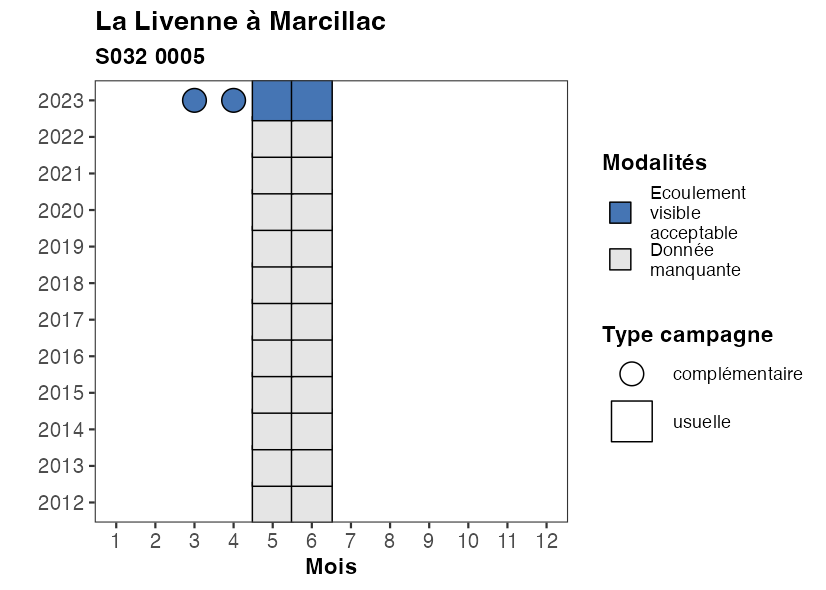 La Livenne à Marcillac
S032 0005
2023
2022
2021
2020
2019
2018
2017
2016
2015
2014
2013
2012
1 2 3 4 5 6 7 8 9 10 11 12
Mois
Modalités
Ecoulement
visible
acceptable
Donnée
manquante
Type campagne
complémentaire
usuelle